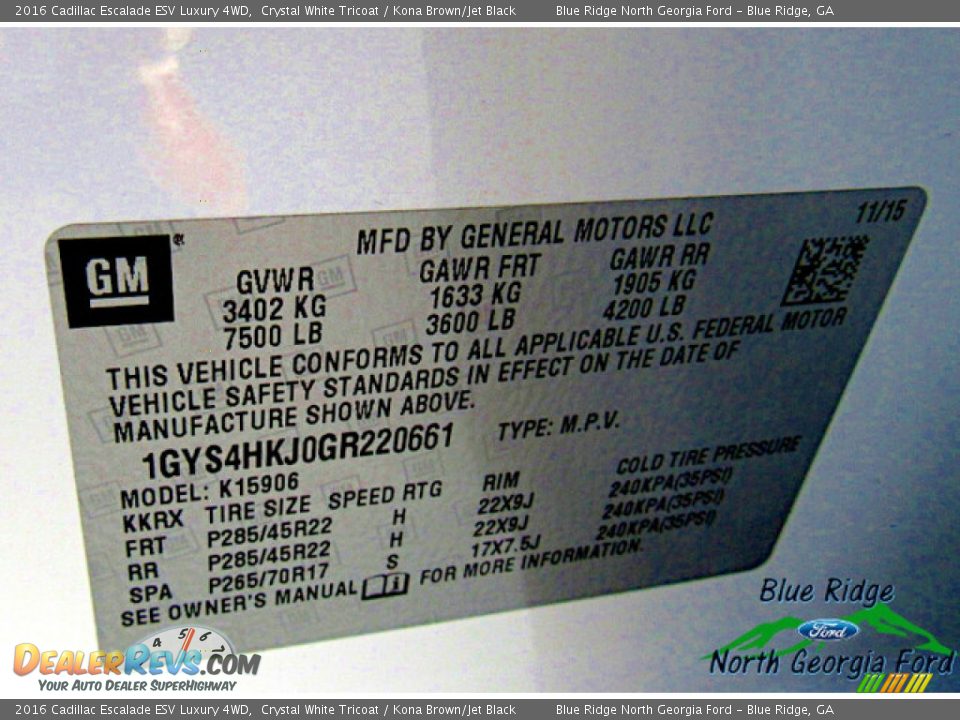 2016 Cadillac Escalade ESV Luxury 4WD, Crystal White Tricoat / Kona Brown/Jet Black Blue Ridge North Georgia Ford - Blue Ridge, GA
11/15
MFD BY GENERAL MOTORS LLC
GM®
GVWR GAWR FRT GAWR RR
3402 KG 1633 KG 1905 KG
7500 LB 3600 LB 4200 LB
THIS VEHICLE CONFORMS TO ALL APPLICABLE U.S. FEDERAL MOTOR
VEHICLE SAFETY STANDARDS IN EFFECT ON THE DATE OF
MANUFACTURE SHOWN ABOVE.
1GYS4HKJ0GR220661 TYPE: M.P.V.
MODEL: K15906
KKRX TIRE SIZE SPEED RTG RIM COLD TIRE PRESSURE
FRT P285/45R22 H 22X9J 240KPA(35PSI)
RR P285/45R22 H 22X9J 240KPA(35PSI)
SPA P265/70R17 S 17X7.5J 240KPA(35PSI)
SEE OWNER'S MANUAL i FOR MORE INFORMATION.
Blue Ridge
Ford
North Georgia Ford
4 5 6
DEALERREVS.COM
YOUR AUTO DEALER SUPERHIGHWAY
2016 Cadillac Escalade ESV Luxury 4WD, Crystal White Tricoat / Kona Brown/Jet Black Blue Ridge North Georgia Ford - Blue Ridge, GA